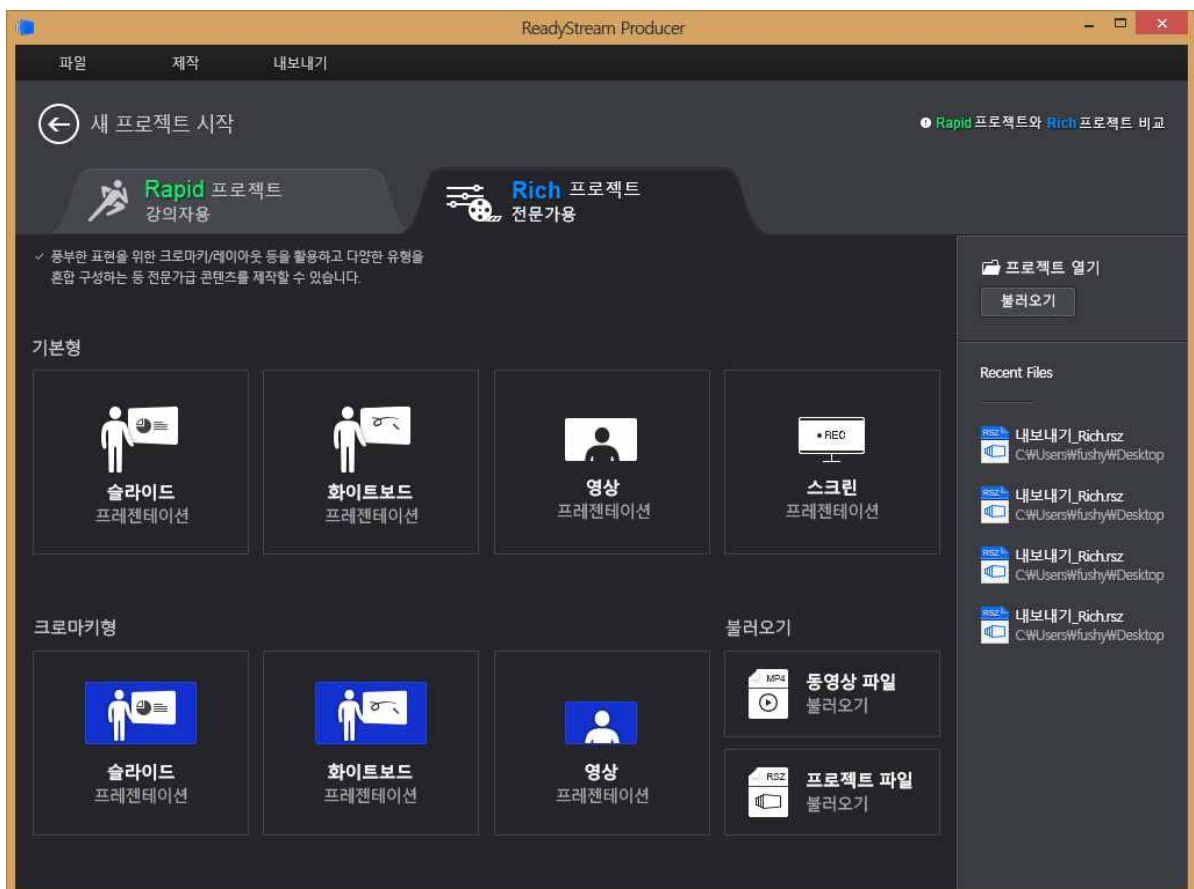 ReadyStream Producer
파일 제작 내보내기
새 프로젝트 시작
Rapid 프로젝트와 Rich 프로젝트 비교
Rapid 프로젝트
강의자용
Rich 프로젝트
전문가용
풍부한 표현을 위한 크로마키/레이아웃 등을 활용하고 다양한 유형을
혼합 구성하는 등 전문가급 콘텐츠를 제작할 수 있습니다.
기본형
슬라이드
프레젠테이션
화이트보드
프레젠테이션
영상
프레젠테이션
REC
스크린
프레젠테이션
크로마키형
슬라이드
프레젠테이션
화이트보드
프레젠테이션
영상
프레젠테이션
불러오기
MP4
동영상 파일
불러오기
RSZ
프로젝트 파일
불러오기
프로젝트 열기
불러오기
Recent Files
RSZ
내보내기_Rich.rsz
C:₩Users₩fushy₩Desktop
RSZ
내보내기_Rich.rsz
C:₩Users₩fushy₩Desktop
RSZ
내보내기_Rich.rsz
C:₩Users₩fushy₩Desktop
RSZ
내보내기_Rich.rsz
C:₩Users₩fushy₩Desktop